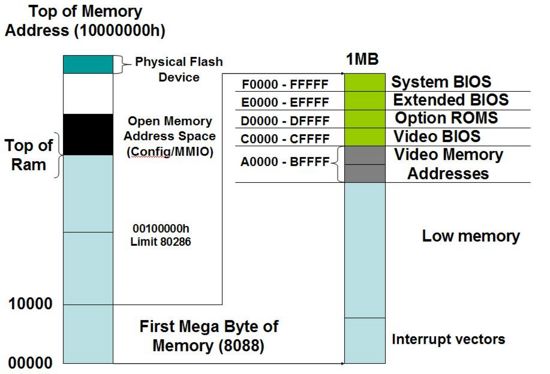 Top of Memory
Address (10000000h)
Physical Flash
Device
Open Memory
Address Space
(Config/MMIO)
Top of
Ram
00100000h
Limit 80286
10000
First Mega Byte of
Memory (8088)
00000
1MB
F0000 - FFFFF
System BIOS
E0000 - EFFFF
Extended BIOS
D0000 - DFFFF
Option ROMS
C0000 - CFFFF
Video BIOS
A0000 - BFFFF
Video Memory
Addresses
Low memory
Interrupt vectors